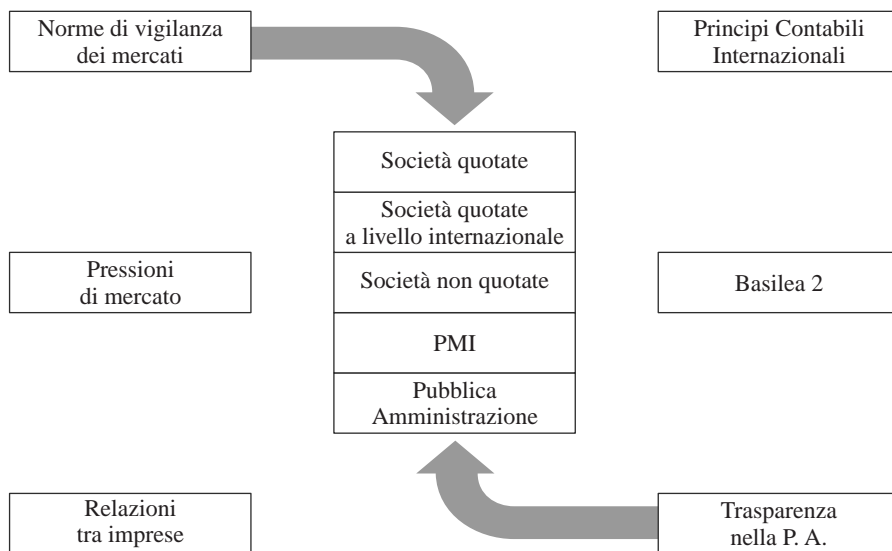 Norme di vigilanza
dei mercati
Principi Contabili
Internazionali
Società quotate
Società quotate
a livello internazionale
Pressioni
di mercato
Società non quotate
Basilea 2
PMI
Pubblica
Amministrazione
Relazioni
tra imprese
Trasparenza
nella P. A.